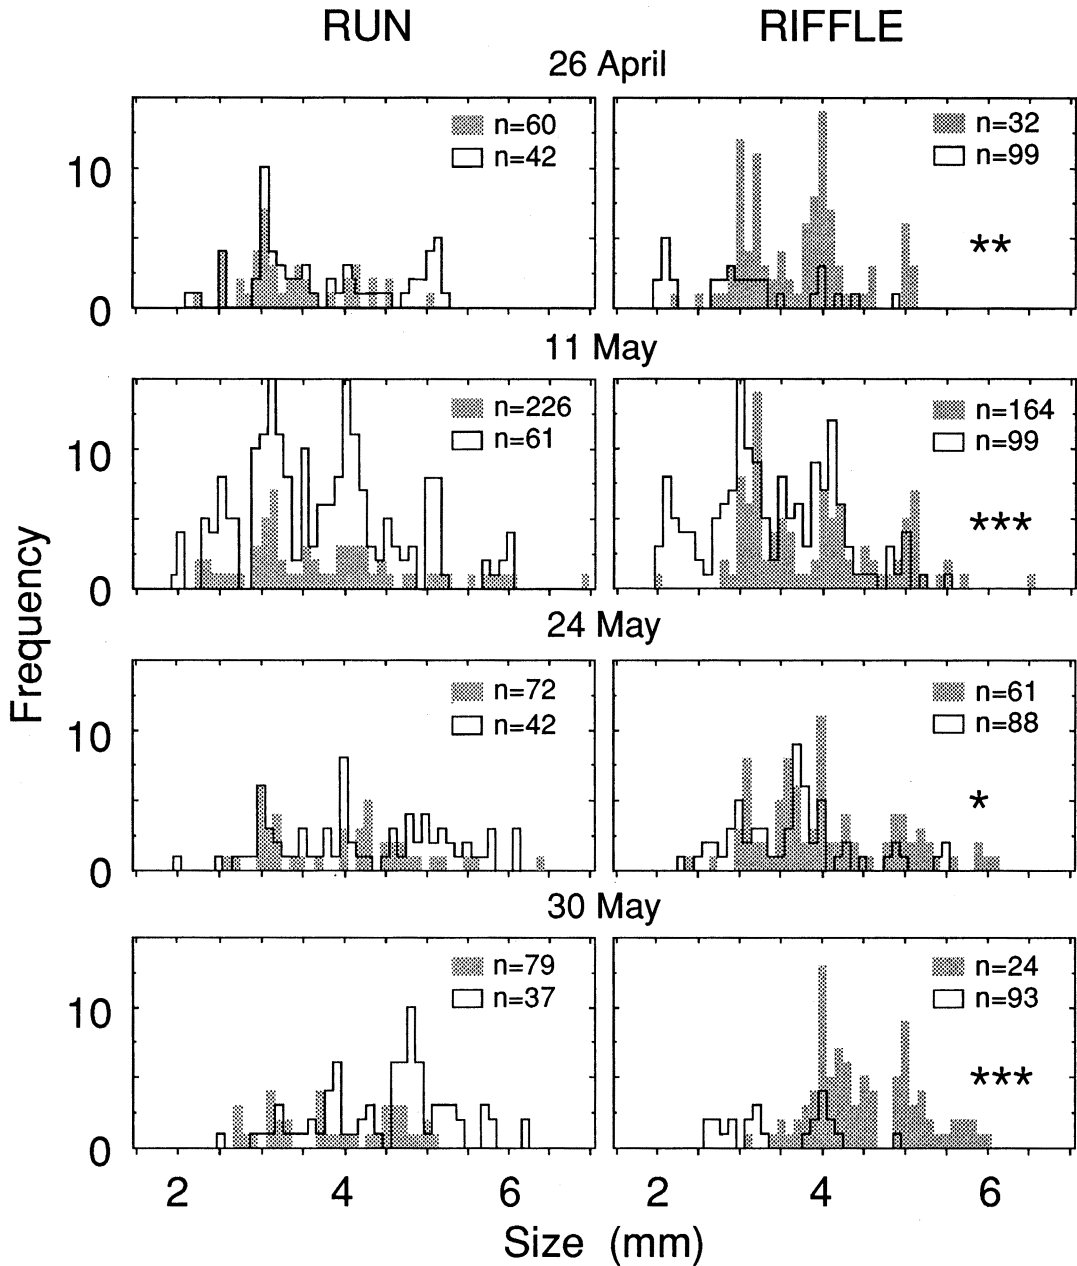 RUN RIFFLE
26 April
n=60
n=42
n=32
n=99
**
10
0
11 May
n=226
n=61
n=164
n=99
***
10
0
24 May
n=72
n=42
n=61
n=88
*
10
0
30 May
n=79
n=37
n=24
n=93
***
10
0
Frequency
2 4 6 2 4 6
Size (mm)